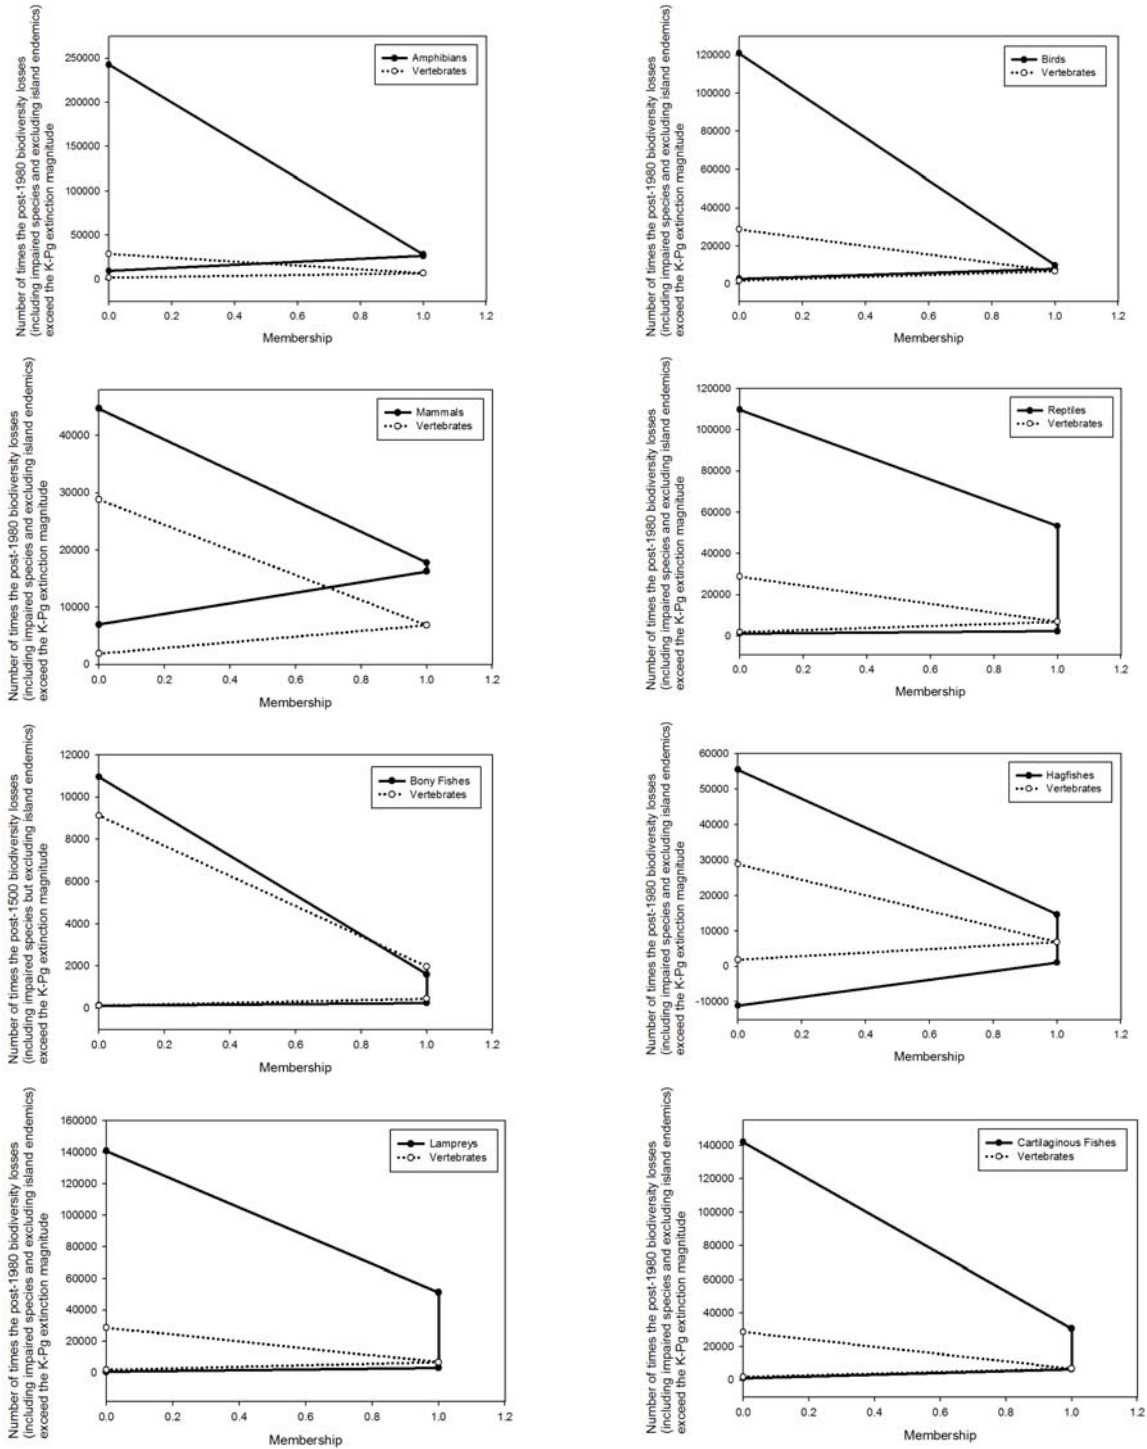 Number of times the post-1980 biodiversity losses
(including impaired species and excluding island endemics)
exceed the K-Pg extinction magnitude
250000
200000
150000
100000
50000
0
Amphibians
Vertebrates
0.0 0.2 0.4 0.6 0.8 1.0 1.2
Membership
Number of times the post-1980 biodiversity losses
(including impaired species and excluding island endemics)
exceed the K-Pg extinction magnitude
120000
100000
80000
60000
40000
20000
0
Birds
Vertebrates
0.0 0.2 0.4 0.6 0.8 1.0 1.2
Membership
Number of times the post-1980 biodiversity losses
(including impaired species and excluding island endemics)
exceed the K-Pg extinction magnitude
40000
30000
20000
10000
0
Mammals
Vertebrates
0.0 0.2 0.4 0.6 0.8 1.0 1.2
Membership
Number of times the post-1980 biodiversity losses
(including impaired species and excluding island endemics)
exceed the K-Pg extinction magnitude
120000
100000
80000
60000
40000
20000
0
Reptiles
Vertebrates
0.0 0.2 0.4 0.6 0.8 1.0 1.2
Membership
Number of times the post-1500 biodiversity losses
(including impaired species but excluding island endemics)
exceed the K-Pg extinction magnitude
12000
10000
8000
6000
4000
2000
0
Bony Fishes
Vertebrates
0.0 0.2 0.4 0.6 0.8 1.0 1.2
Membership
Number of times the post-1980 biodiversity losses
(including impaired species and excluding island endemics)
exceed the K-Pg extinction magnitude
60000
50000
40000
30000
20000
10000
0
-10000
Hagfishes
Vertebrates
0.0 0.2 0.4 0.6 0.8 1.0 1.2
Membership
Number of times the post-1980 biodiversity losses
(including impaired species and excluding island endemics)
exceed the K-Pg extinction magnitude
160000
140000
120000
100000
80000
60000
40000
20000
0
Lampreys
Vertebrates
0.0 0.2 0.4 0.6 0.8 1.0 1.2
Membership
Number of times the post-1980 biodiversity losses
(including impaired species and excluding island endemics)
exceed the K-Pg extinction magnitude
140000
120000
100000
80000
60000
40000
20000
0
Cartilaginous Fishes
Vertebrates
0.0 0.2 0.4 0.6 0.8 1.0 1.2
Membership